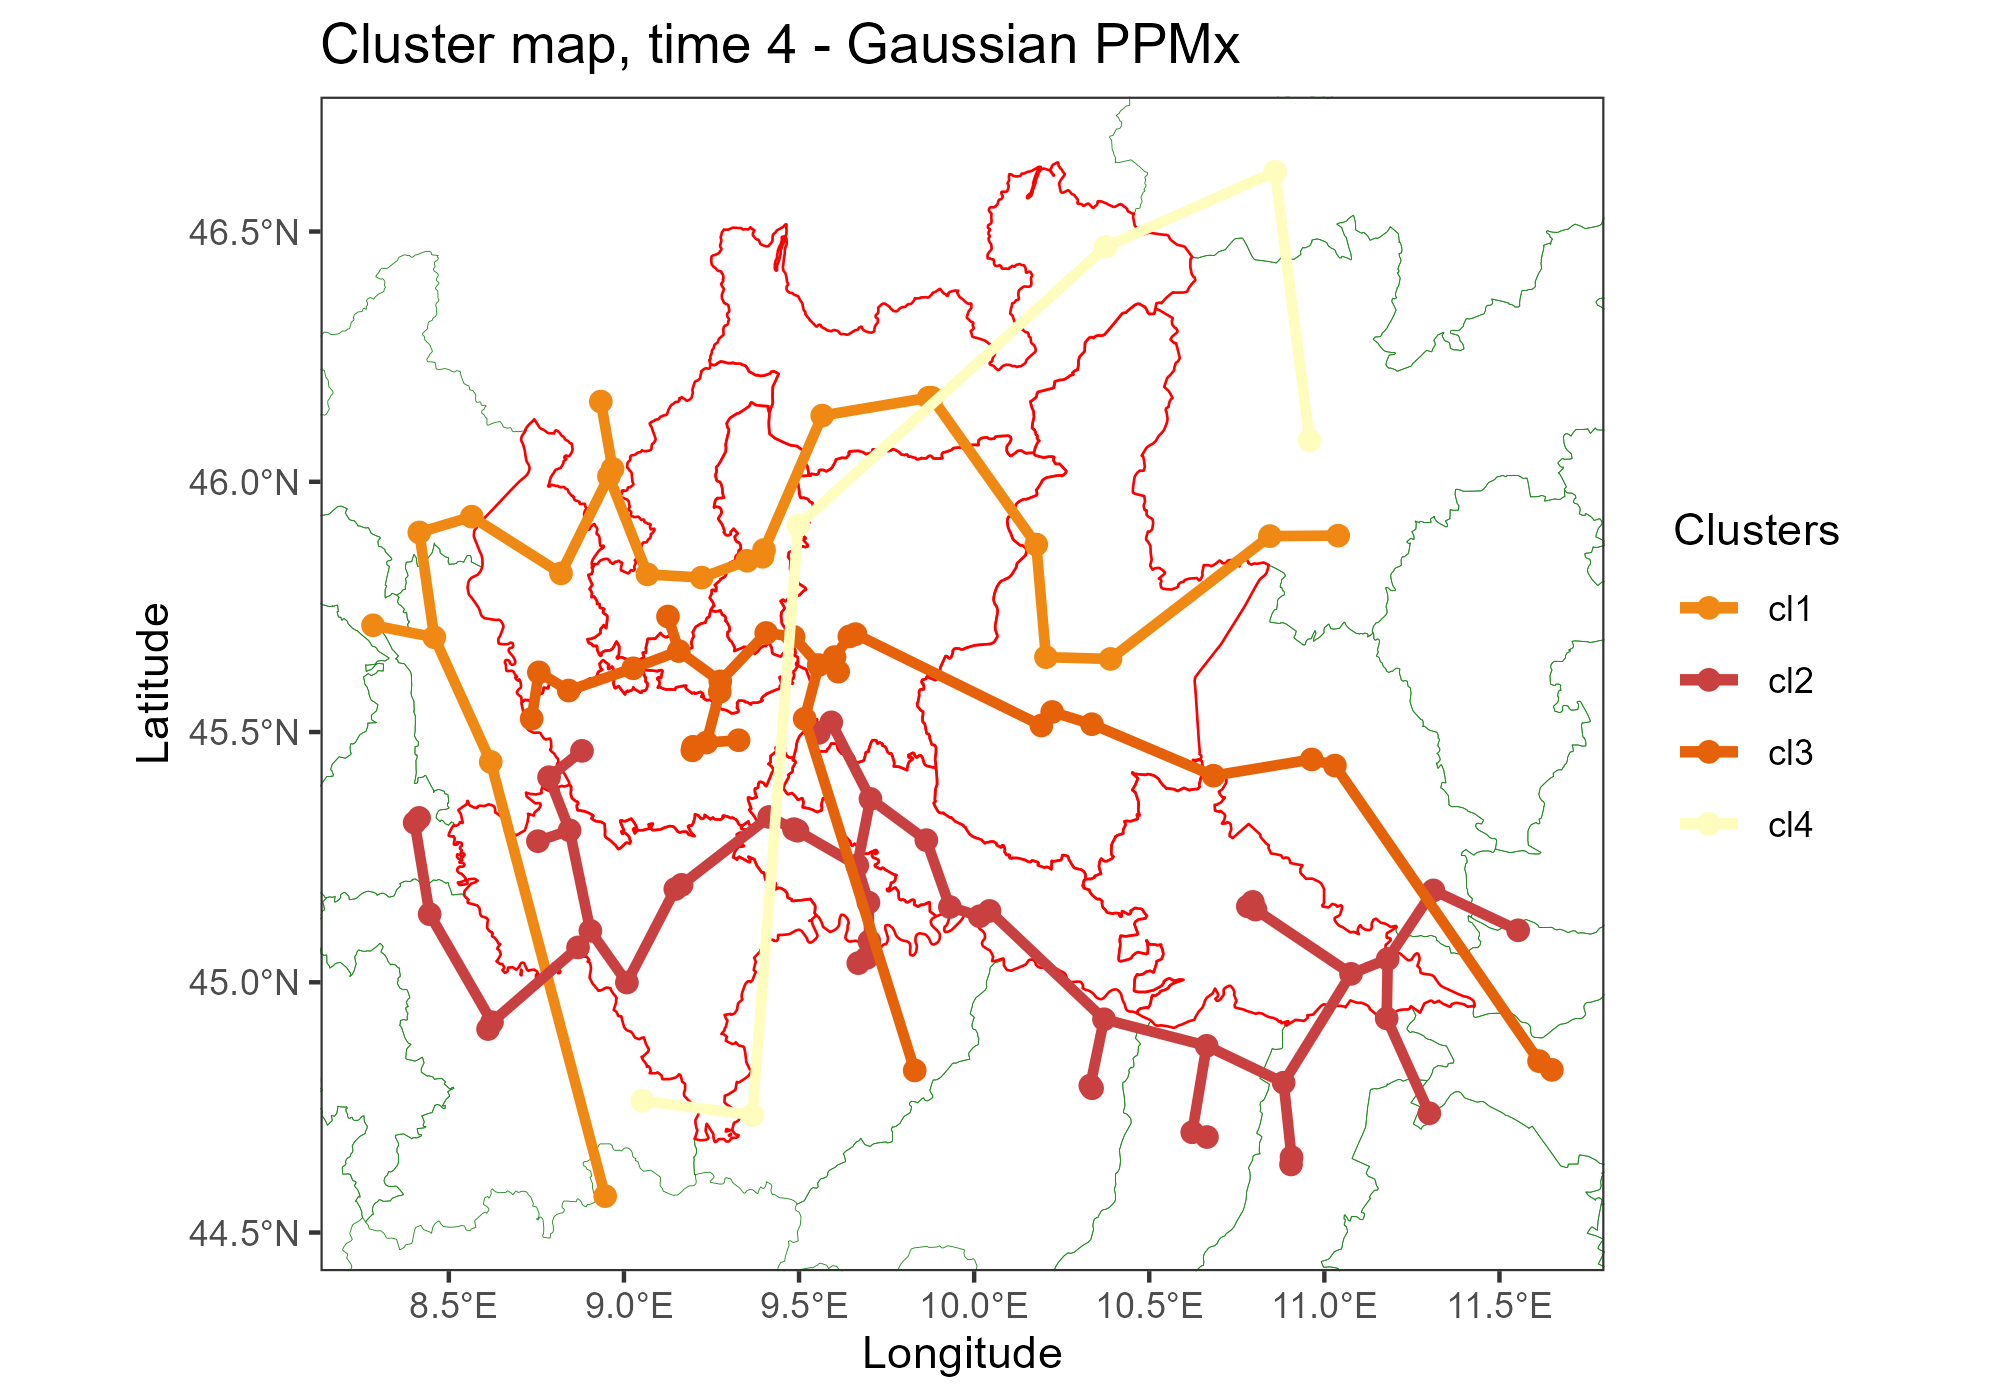 Cluster map, time 4 - Gaussian PPMx
46.5°N
46.0°N
45.5°N
45.0°N
44.5°N
Latitude
8.5°E
9.0°E
9.5°E
10.0°E
10.5°E
11.0°E
11.5°E
Longitude
Clusters
cl1
cl2
cl3
cl4